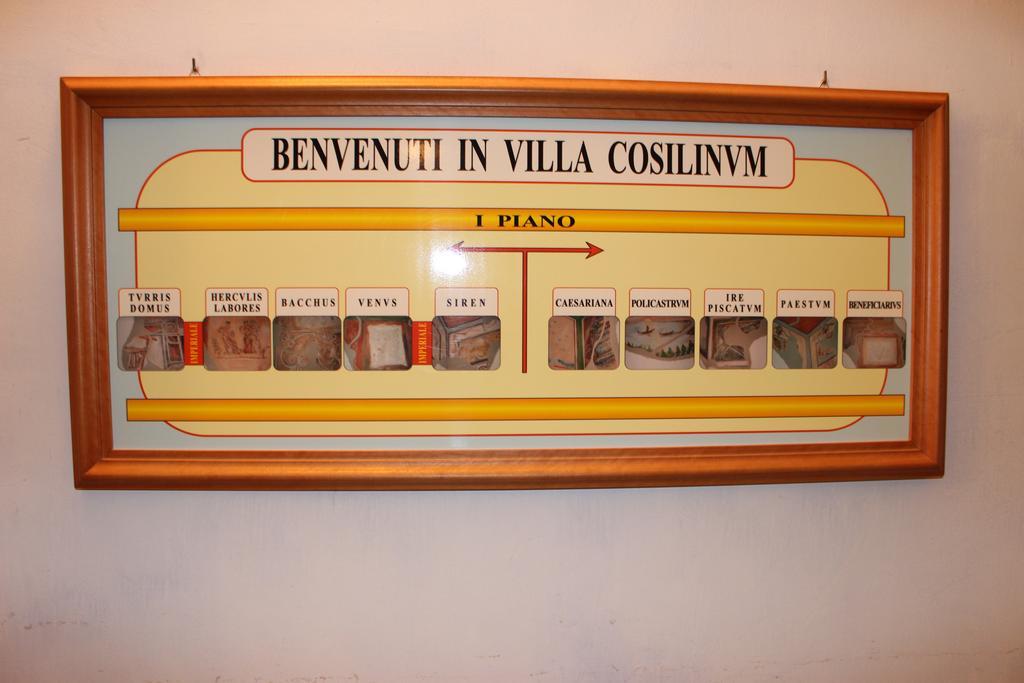 BENVENUTI IN VILLA COSILINVM
I PIANO
TVRRIS
DOMUS
IMPERIALE
HERCVLIS
LABORES
BACCHUS
VENVS
IMPERIALE
SIREN
CAESARIANA
POLICASTRVM
IRE
PISCATVM
PAESTVM
BENEFICIARIVS